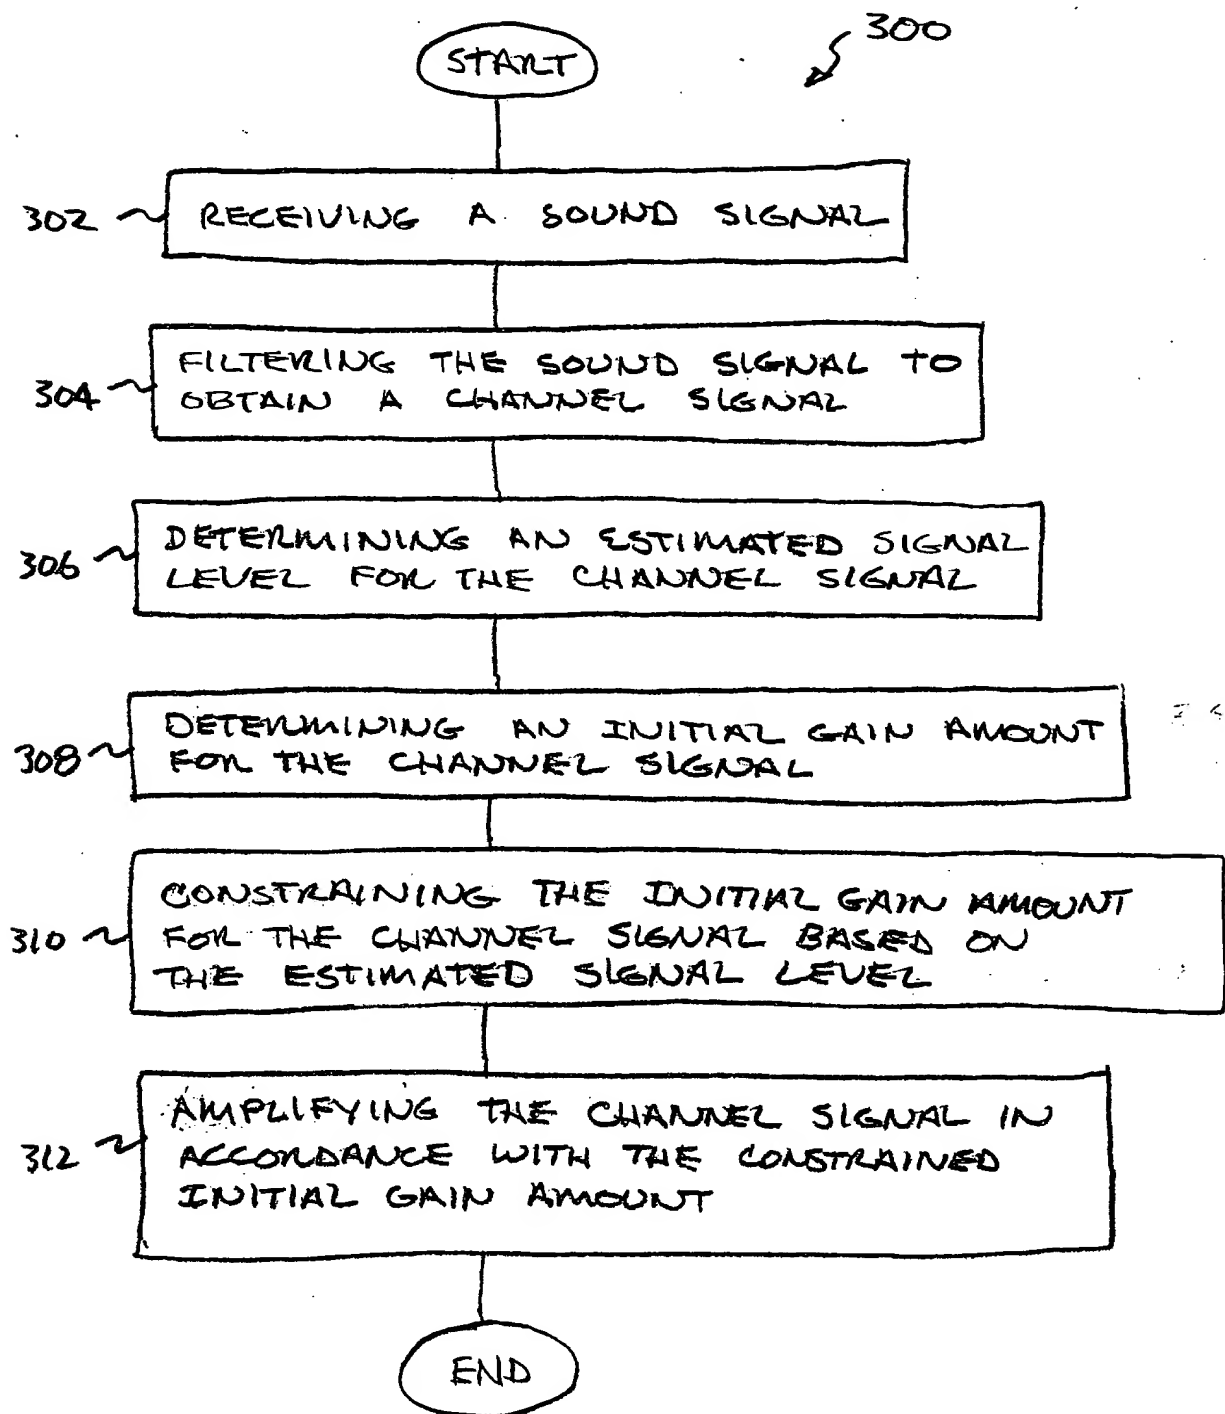 300
START
302
RECEIVING A SOUND SIGNAL
304
FILTERING THE SOUND SIGNAL TO
OBTAIN A CHANNEL SIGNAL
306
DETERMINING AN ESTIMATED SIGNAL
LEVEL FOR THE CHANNEL SIGNAL
308
DETERMINING AN INITIAL GAIN AMOUNT
FOR THE CHANNEL SIGNAL
310
CONSTRAINING THE INITIAL GAIN AMOUNT
FOR THE CHANNEL SIGNAL BASED ON
THE ESTIMATED SIGNAL LEVEL
312
AMPLIFYING THE CHANNEL SIGNAL IN
ACCORDANCE WITH THE CONSTRAINED
INITIAL GAIN AMOUNT
END